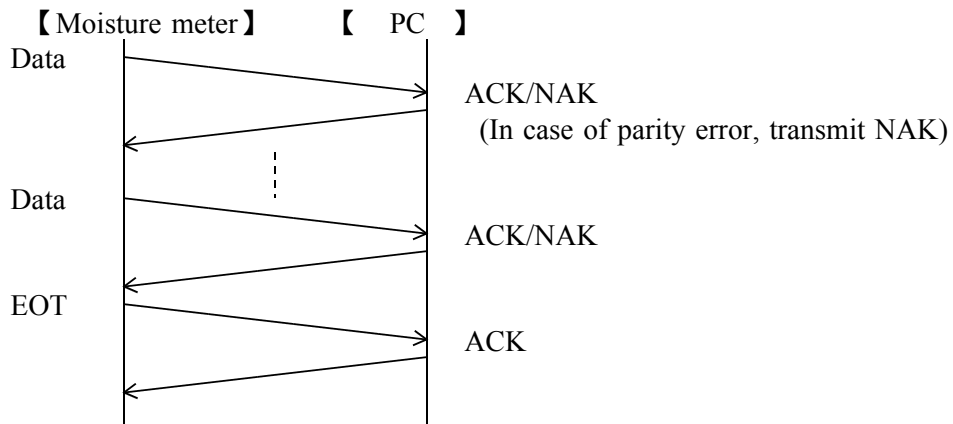 【Moisture meter】 【 PC 】
Data
ACK/NAK
(In case of parity error, transmit NAK)
Data
ACK/NAK
EOT
ACK